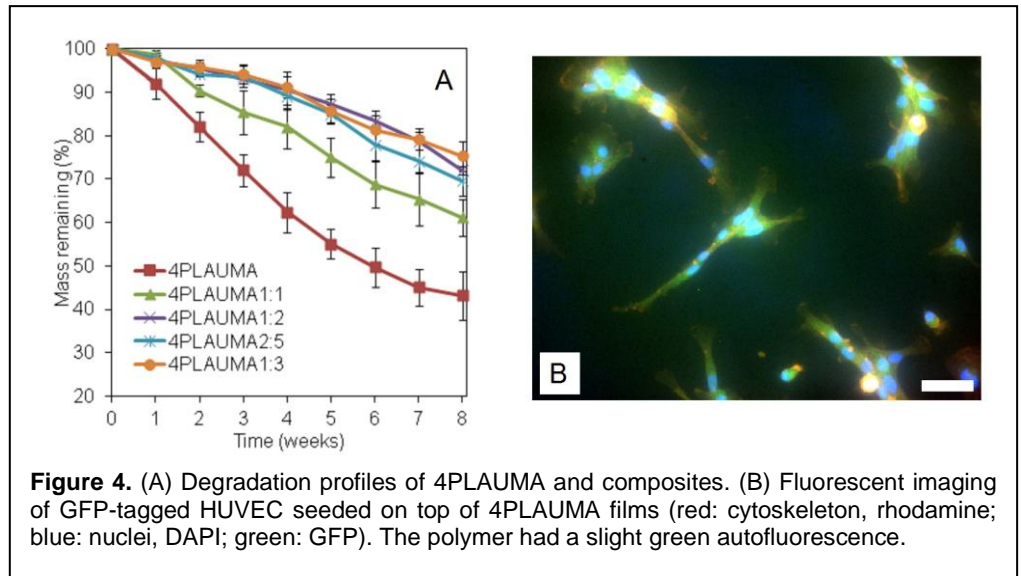 100
90
80
70
60
50
40
30
20
Mass remaining (%)
A
4PLAUMA
4PLAUMA1:1
4PLAUMA1:2
4PLAUMA2:5
4PLAUMA1:3
0 1 2 3 4 5 6 7 8
Time (weeks)
B
Figure 4. (A) Degradation profiles of 4PLAUMA and composites. (B) Fluorescent imaging
of GFP-tagged HUVEC seeded on top of 4PLAUMA films (red: cytoskeleton, rhodamine;
blue: nuclei, DAPI; green: GFP). The polymer had a slight green autofluorescence.